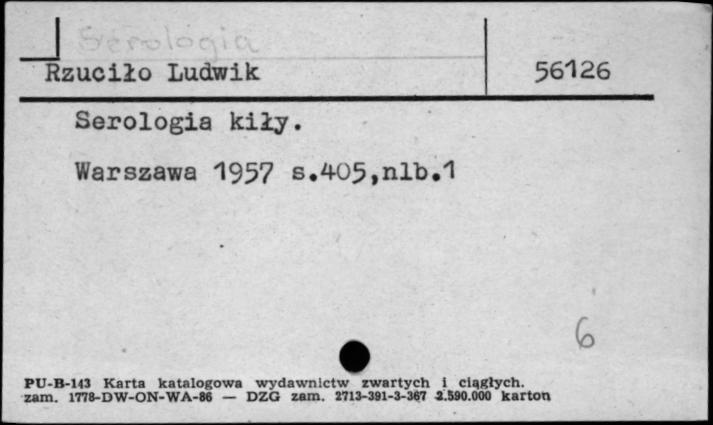 Serologia
Rzuciło Ludwik 56126
Serologia kiły.
Warszawa 1957 s.405,nlb.1
6
PU-B-143 Karta katalogowa wydawnictw zwartych i ciągłych.
zam. 1778-DW-ON-WA-86 — DZG zam. 2713-391-3-367 2.590.000 karton